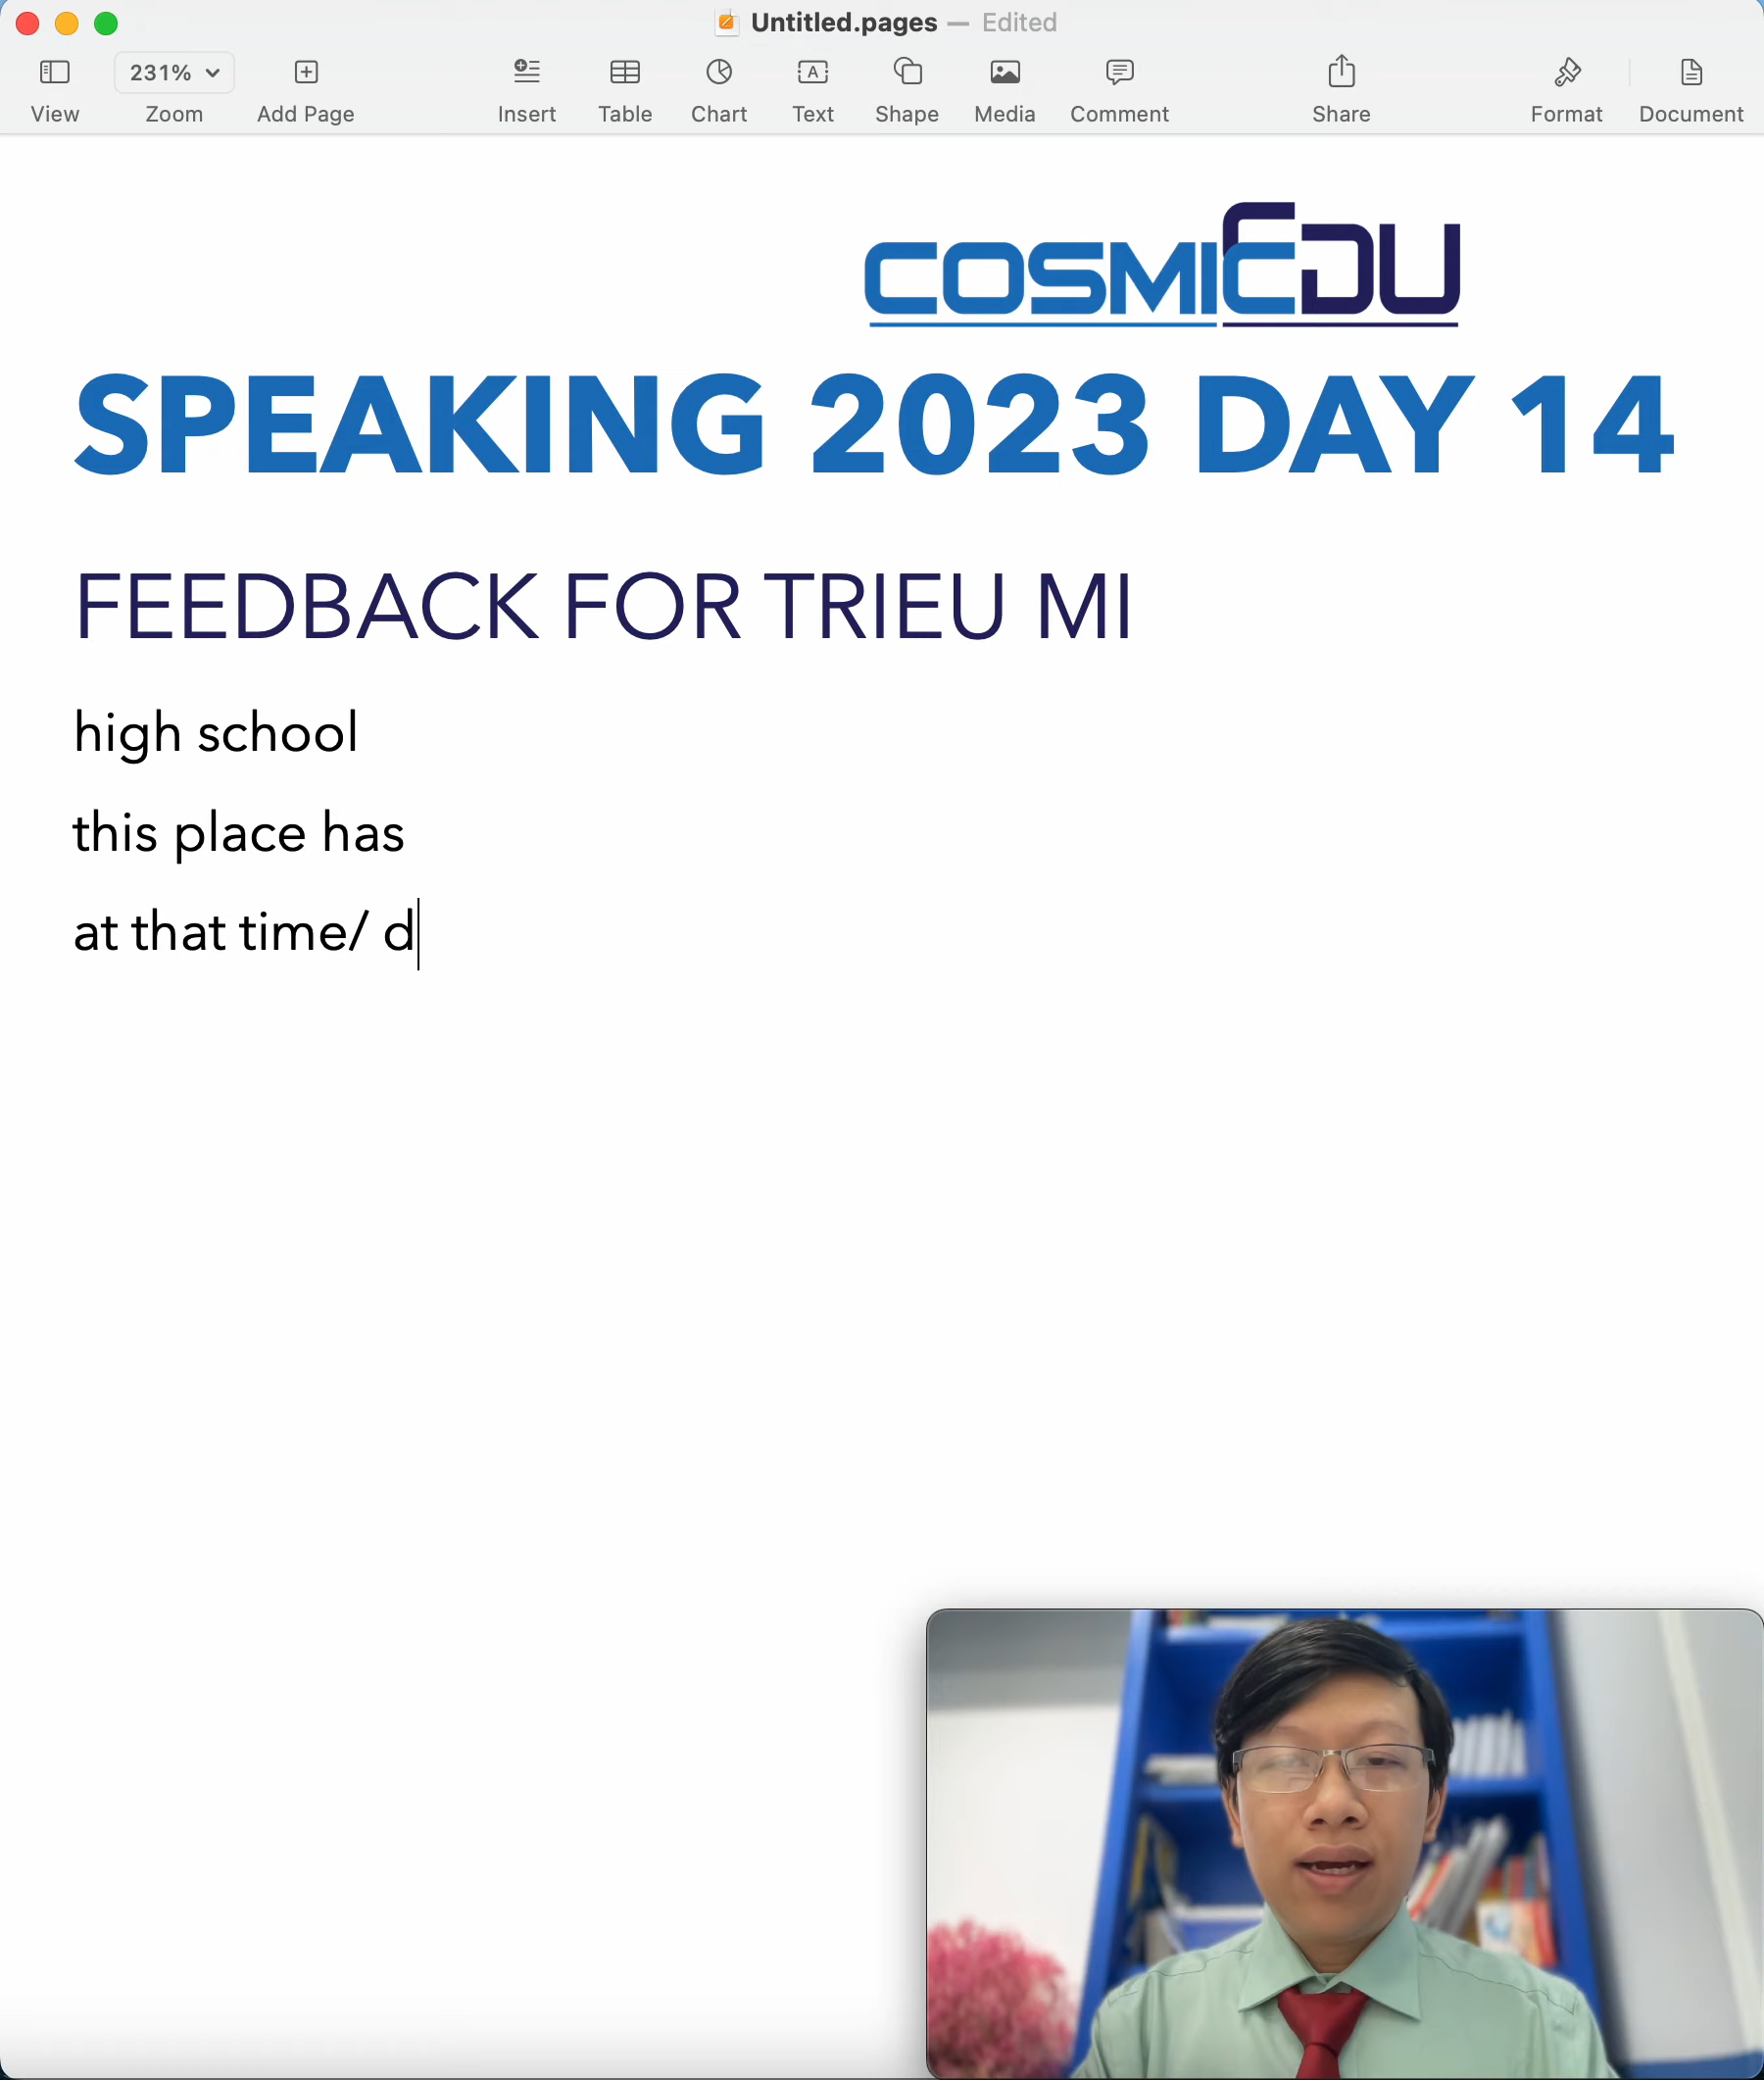 Untitled.pages — Edited
231%
View Zoom Add Page Insert Table Chart Text Shape Media Comment Share Format Document
COSMIEDU
SPEAKING 2023 DAY 14
FEEDBACK FOR TRIEU MI
high school
this place has
at that time/ d